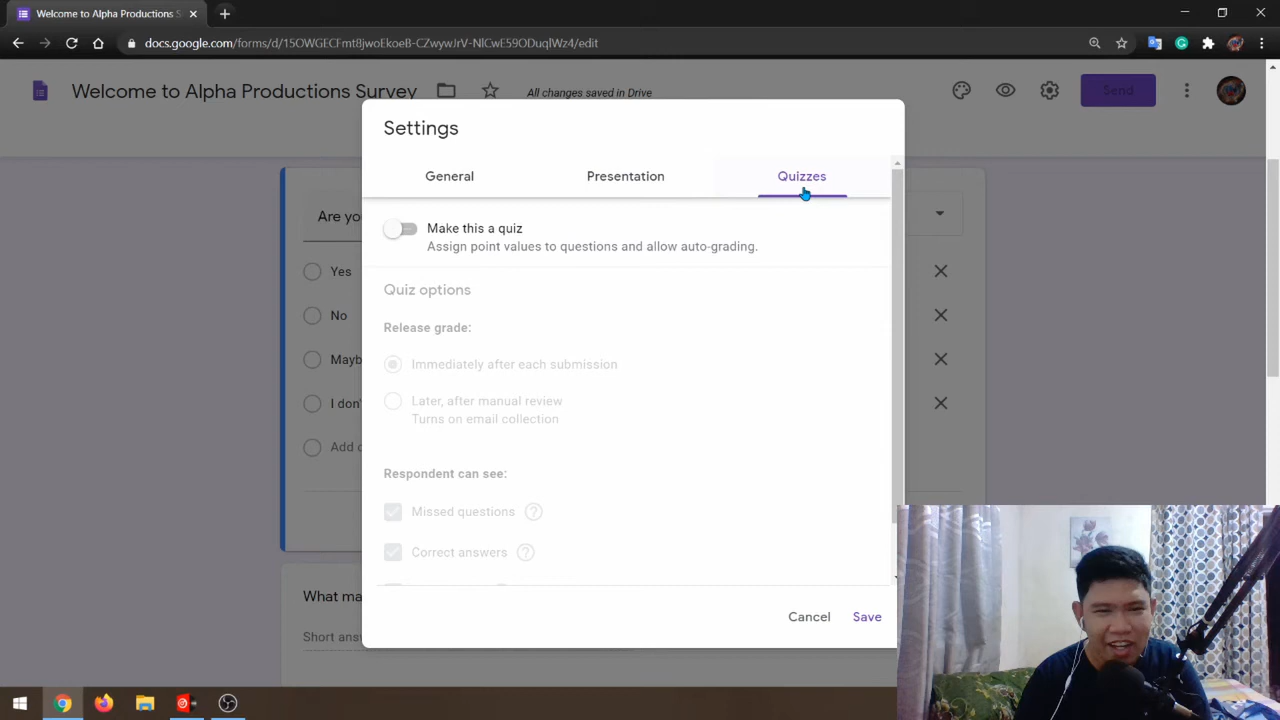 Welcome to Alpha Productions S
docs.google.com/forms/d/15OWGECFmt8jwoEkoeB-CZwywJrV-NlCwE59ODuqlWz4/edit
Welcome to Alpha Productions Survey
All changes saved in Drive
Send
Settings
General
Presentation
Quizzes
Are you
Make this a quiz
Assign point values to questions and allow auto-grading.
Yes
Quiz options
No
Release grade:
Mayb
Immediately after each submission
I don'
Later, after manual review
Turns on email collection
Add
Respondent can see:
Missed questions
Correct answers
What ma
Short answ
Cancel
Save